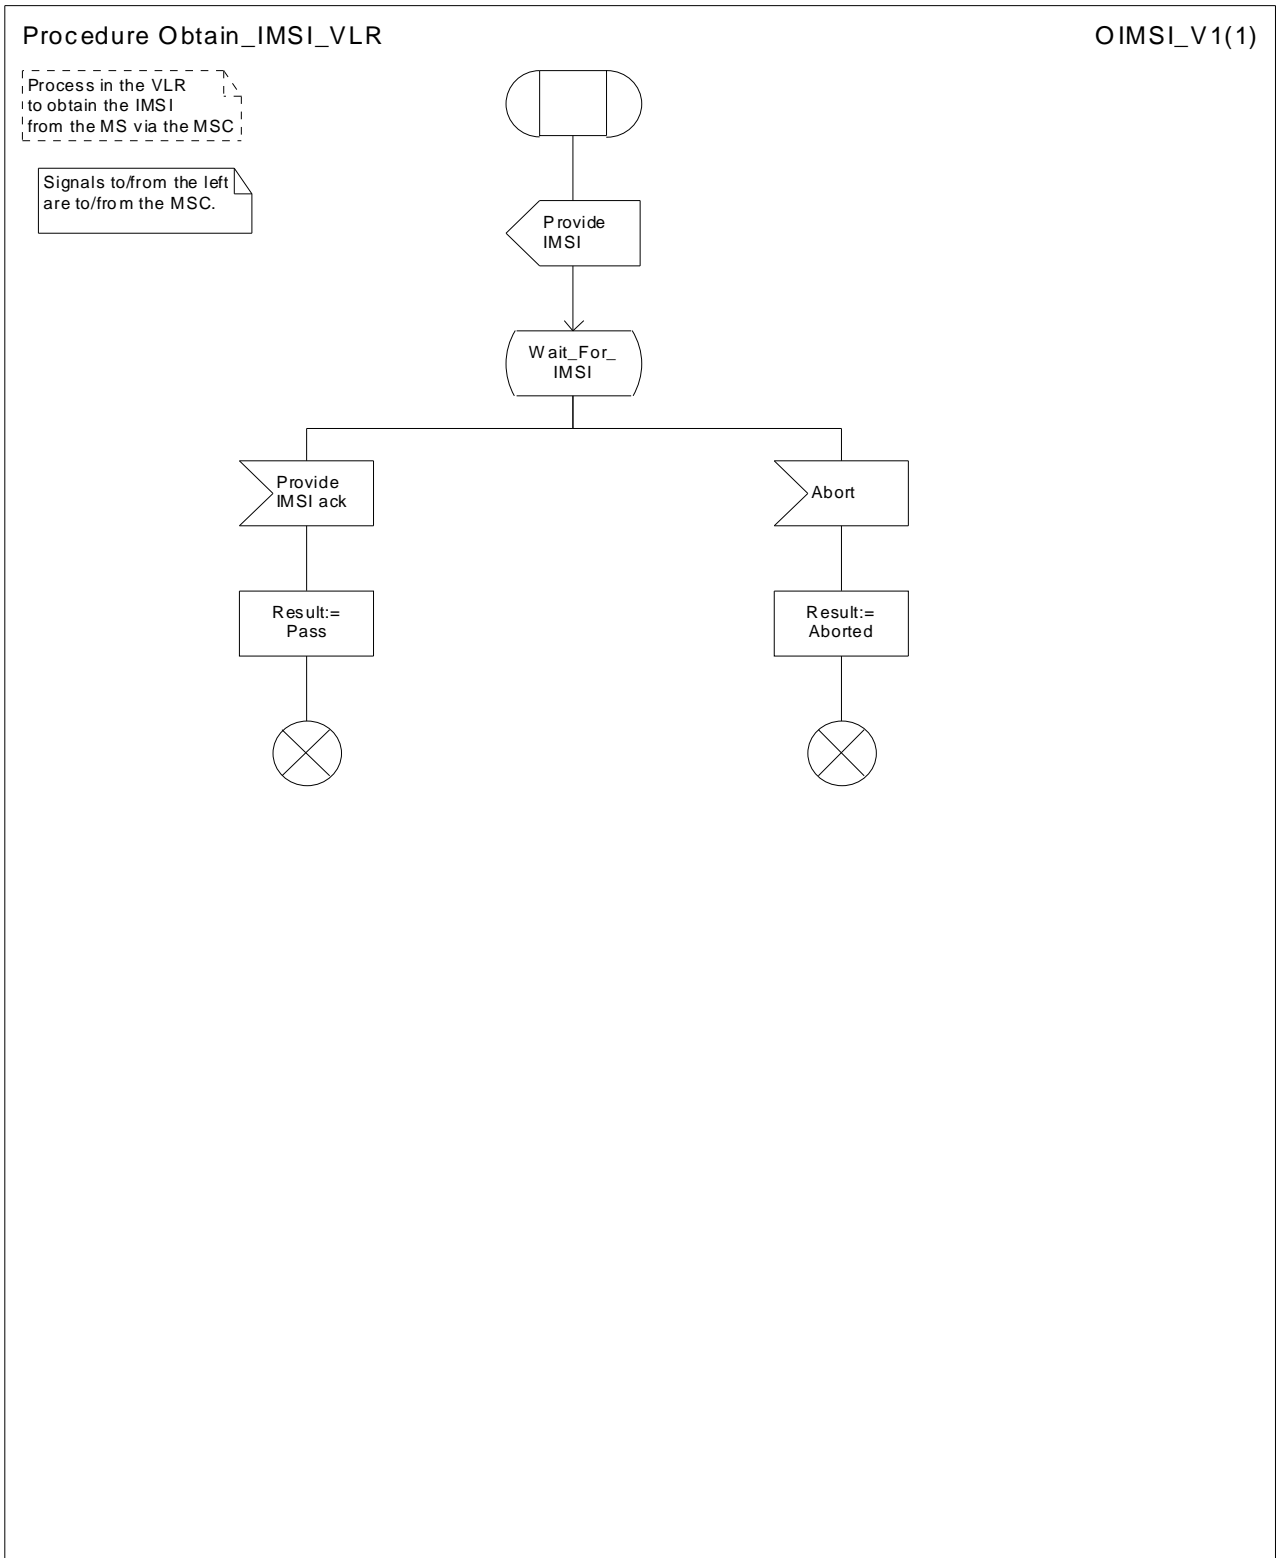 Procedure Obtain_IMSI_VLR
OIMSI_V1(1)
Process in the VLR
to obtain the IMSI
from the MS via the MSC
Signals to/from the left
are to/from the MSC.
Provide
IMSI
Wait_For_
IMSI
Provide
IMSI ack
Abort
Result:=
Pass
Result:=
Aborted